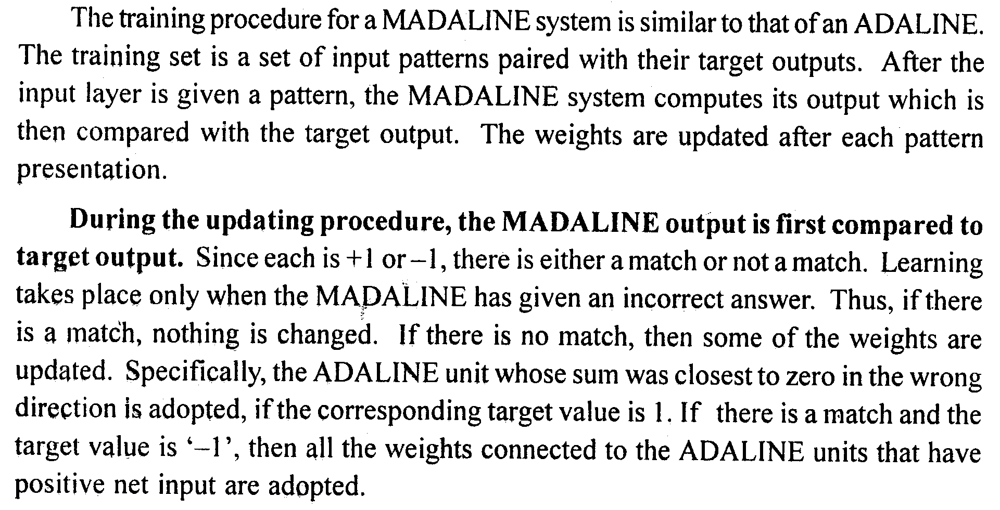 The training procedure for a MADALINE system is similar to that of an ADALINE.
The training set is a set of input patterns paired with their target outputs. After the
input layer is given a pattern, the MADALINE system computes its output which is
then compared with the target output. The weights are updated after each pattern
presentation.
During the updating procedure, the MADALINE output is first compared to
target output. Since each is +1 or –1, there is either a match or not a match. Learning
takes place only when the MADALINE has given an incorrect answer. Thus, if there
is a match, nothing is changed. If there is no match, then some of the weights are
updated. Specifically, the ADALINE unit whose sum was closest to zero in the wrong
direction is adopted, if the corresponding target value is 1. If there is a match and the
target value is ‘–1’, then all the weights connected to the ADALINE units that have
positive net input are adopted.